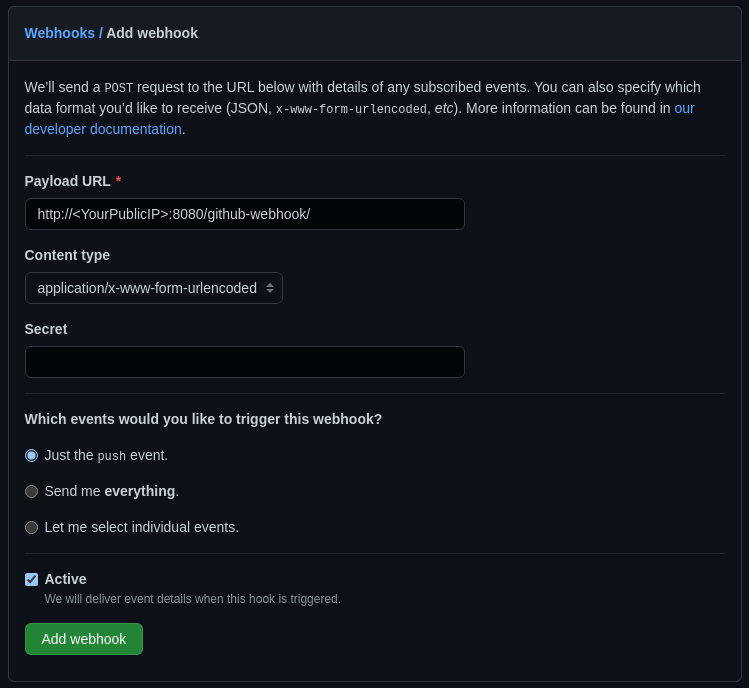 Webhooks / Add webhook
We’ll send a POST request to the URL below with details of any subscribed events. You can also specify which
data format you’d like to receive (JSON, x-www-form-urlencoded, etc). More information can be found in our
developer documentation.
Payload URL *
http://<YourPublicIP>:8080/github-webhook/
Content type
application/x-www-form-urlencoded
Secret
Which events would you like to trigger this webhook?
Just the push event.
Send me everything.
Let me select individual events.
Active
We will deliver event details when this hook is triggered.
Add webhook